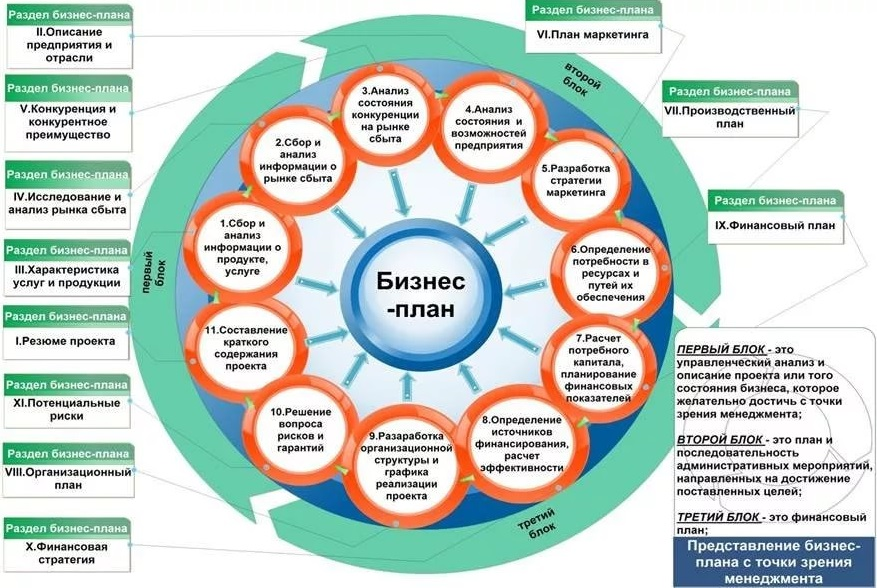 Раздел бизнес-плана
II.Описание
предприятия и
отрасли
Раздел бизнес-плана
V.Конкуренция и
конкурентное
преимущество
Раздел бизнес-плана
IV.Исследование и
анализ рынка сбыта
Раздел бизнес-плана
III.Характеристика
услуг и продукции
Раздел бизнес-плана
I.Резюме проекта
Раздел бизнес-плана
XI.Потенциальные
риски
Раздел бизнес-плана
VIII.Организационный
план
Раздел бизнес-плана
X.Финансовая
стратегия
Раздел бизнес-плана
VI.План маркетинга
Раздел бизнес-плана
VII.Производственный
план
Раздел бизнес-плана
IX.Финансовый план
первый
блок
второй
блок
третий
блок
1.Сбор и
анализ
информации о
продукте,
услуге
2.Сбор и
анализ
информации о
рынке сбыта
3.Анализ
состояния
конкуренции
на рынке
сбыта
4.Анализ
состояния и
возможностей
предприятия
5.Разработка
стратегии
маркетинга
6.Определение
потребности в
ресурсах и
путей их
обеспечения
7.Расчет
потребного
капитала,
планирование
финансовых
показателей
8.Определение
источников
финансирования,
расчет
эффективности
9.Разаработка
организационной
структуры и
графика
реализации
проекта
10.Решение
вопроса
рисков и
гарантий
11.Составление
краткого
содержания
проекта
Бизнес
-план
ПЕРВЫЙ БЛОК - это
управленческий анализ и
описание проекта или того
состояния бизнеса, которое
желательно достичь с точки
зрения менеджмента;
ВТОРОЙ БЛОК - это план и
последовательность
административных мероприятий,
направленных на достижение
поставленных целей;
ТРЕТИЙ БЛОК - это финансовый
план;
Представление бизнес-
плана с точки зрения
менеджмента